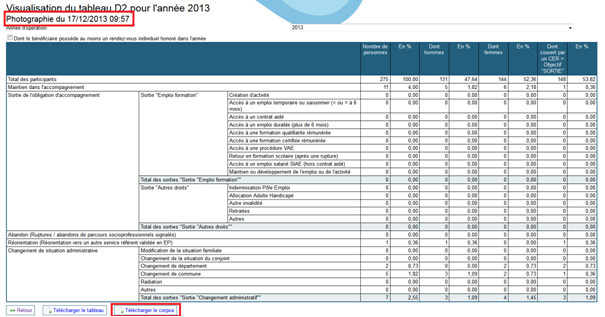 Visualisation du tableau D2 pour l'année 2013
Photographie du 17/12/2013 09:57
Année d'opération 2013
Dont le bénéficiaire possède au moins un rendez-vous individuel honoré dans l'année
Nombre de personnes En % Dont hommes En % Dont femmes En % Dont couvert par un CER = Objectif "SORTIE" En %
Total des participants 275 100,00 131 47,64 144 52,36 148 53,82
Maintien dans l'accompagnement 11 4,00 5 1,82 6 2,18 1 0,36
Sortie de l'obligation d'accompagnement Sortie "Emploi formation" Création d'activité 0 0,00 0 0,00 0 0,00 0 0,00
Accès à un emploi temporaire ou saisonnier (< ou = à 6 mois) 0 0,00 0 0,00 0 0,00 0 0,00
Accès à un contrat aidé 0 0,00 0 0,00 0 0,00 0 0,00
Accès à un emploi durable (plus de 6 mois) 0 0,00 0 0,00 0 0,00 0 0,00
Accès à une formation qualifiante rémunérée 0 0,00 0 0,00 0 0,00 0 0,00
Accès à une formation certifiée rémunérée 0 0,00 0 0,00 0 0,00 0 0,00
Accès à une procédure VAE 0 0,00 0 0,00 0 0,00 0 0,00
Retour en formation scolaire (après une rupture) 0 0,00 0 0,00 0 0,00 0 0,00
Accès à un emploi salarié SIAE (hors contrat aidé) 0 0,00 0 0,00 0 0,00 0 0,00
Maintien ou développement de l'emploi ou de l'activité 0 0,00 0 0,00 0 0,00 0 0,00
Total des sorties "Sortie "Emploi formation"" 0 0,00 0 0,00 0 0,00 0 0,00
Sortie "Autres droits" Indemnisation Pôle Emploi 0 0,00 0 0,00 0 0,00 0 0,00
Allocation Adulte Handicapé 0 0,00 0 0,00 0 0,00 0 0,00
Autre invalidité 0 0,00 0 0,00 0 0,00 0 0,00
Retraites 0 0,00 0 0,00 0 0,00 0 0,00
Autres 0 0,00 0 0,00 0 0,00 0 0,00
Total des sorties "Sortie "Autres droits"" 0 0,00 0 0,00 0 0,00 0 0,00
Abandon (Ruptures / abandons de parcours socioprofessionnels signalés) 0 0,00 0 0,00 0 0,00 0 0,00
Réorientation (Réorientation vers un autre service référent validée en EP) 1 0,36 1 0,36 0 0,00 1 0,36
Changement de situation administrative Modification de la situation familiale 0 0,00 0 0,00 0 0,00 0 0,00
Changement de la situation du conjoint 0 0,00 0 0,00 0 0,00 0 0,00
Changement de département 2 0,73 0 0,00 2 0,73 2 0,73
Changement de commune 5 1,82 3 1,09 2 0,73 1 0,36
Radiation 0 0,00 0 0,00 0 0,00 0 0,00
Autres 0 0,00 0 0,00 0 0,00 0 0,00
Total des sorties "Sortie "Changement administratif"" 7 2,55 3 1,09 4 1,45 3 1,09
Retour Télécharger le tableau Télécharger le corpus